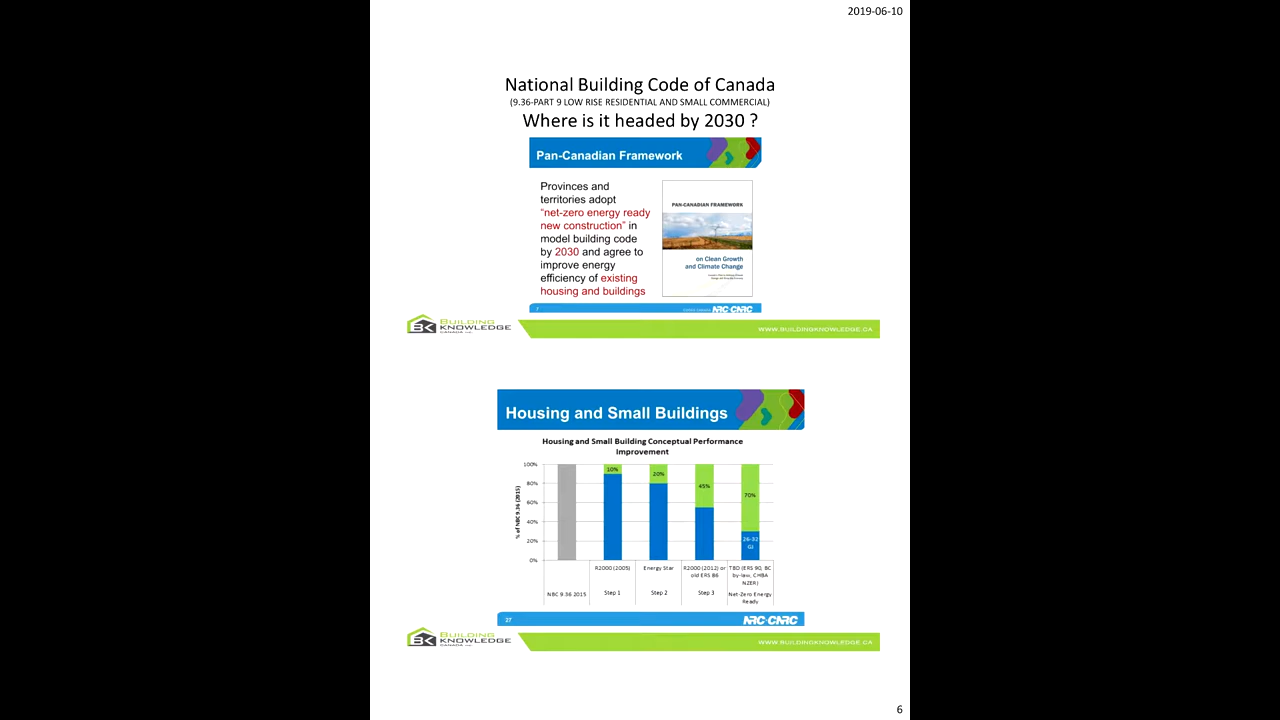 2019-06-10
National Building Code of Canada
(9.36-PART 9 LOW RISE RESIDENTIAL AND SMALL COMMERCIAL)
Where is it headed by 2030 ?
Pan-Canadian Framework
Provinces and
territories adopt
“net-zero energy ready
new construction” in
model building code
by 2030 and agree to
improve energy
efficiency of existing
housing and buildings
PAN-CANADIAN FRAMEWORK
on Clean Growth
and Climate Change
7
NRC·CNRC
BK BUILDING
KNOWLEDGE
CANADA INC.
WWW.BUILDINGKNOWLEDGE.CA
Housing and Small Buildings
Housing and Small Building Conceptual Performance
Improvement
% of NBC 9.36 (2015)
100%
80%
60%
40%
20%
0%
10%
20%
45%
70%
26-32
GJ
NBC 9.36 2015
R2000 (2005)
Step 1
Energy Star
Step 2
R2000 (2012) or
old ERS 86
Step 3
TBD (ERS 90, BC
by-law, CHBA
NZER)
Net-Zero Energy
Ready
27
NRC·CNRC
BK BUILDING
KNOWLEDGE
CANADA INC.
WWW.BUILDINGKNOWLEDGE.CA
6